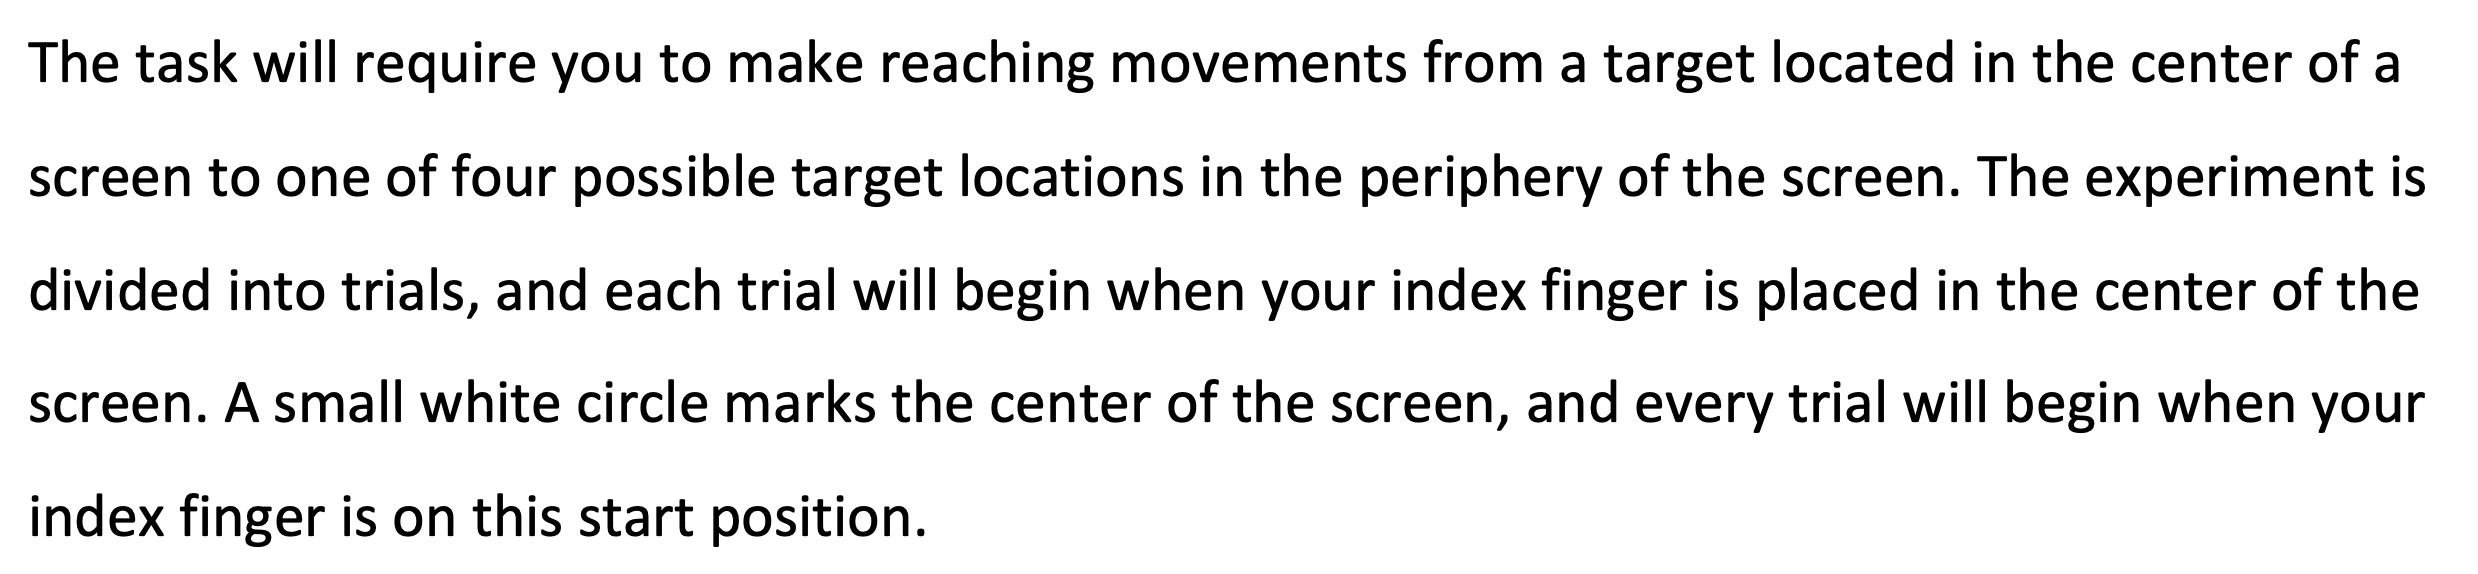 The task will require you to make reaching movements from a target located in the center of a
screen to one of four possible target locations in the periphery of the screen. The experiment is
divided into trials, and each trial will begin when your index finger is placed in the center of the
screen. A small white circle marks the center of the screen, and every trial will begin when your
index finger is on this start position.